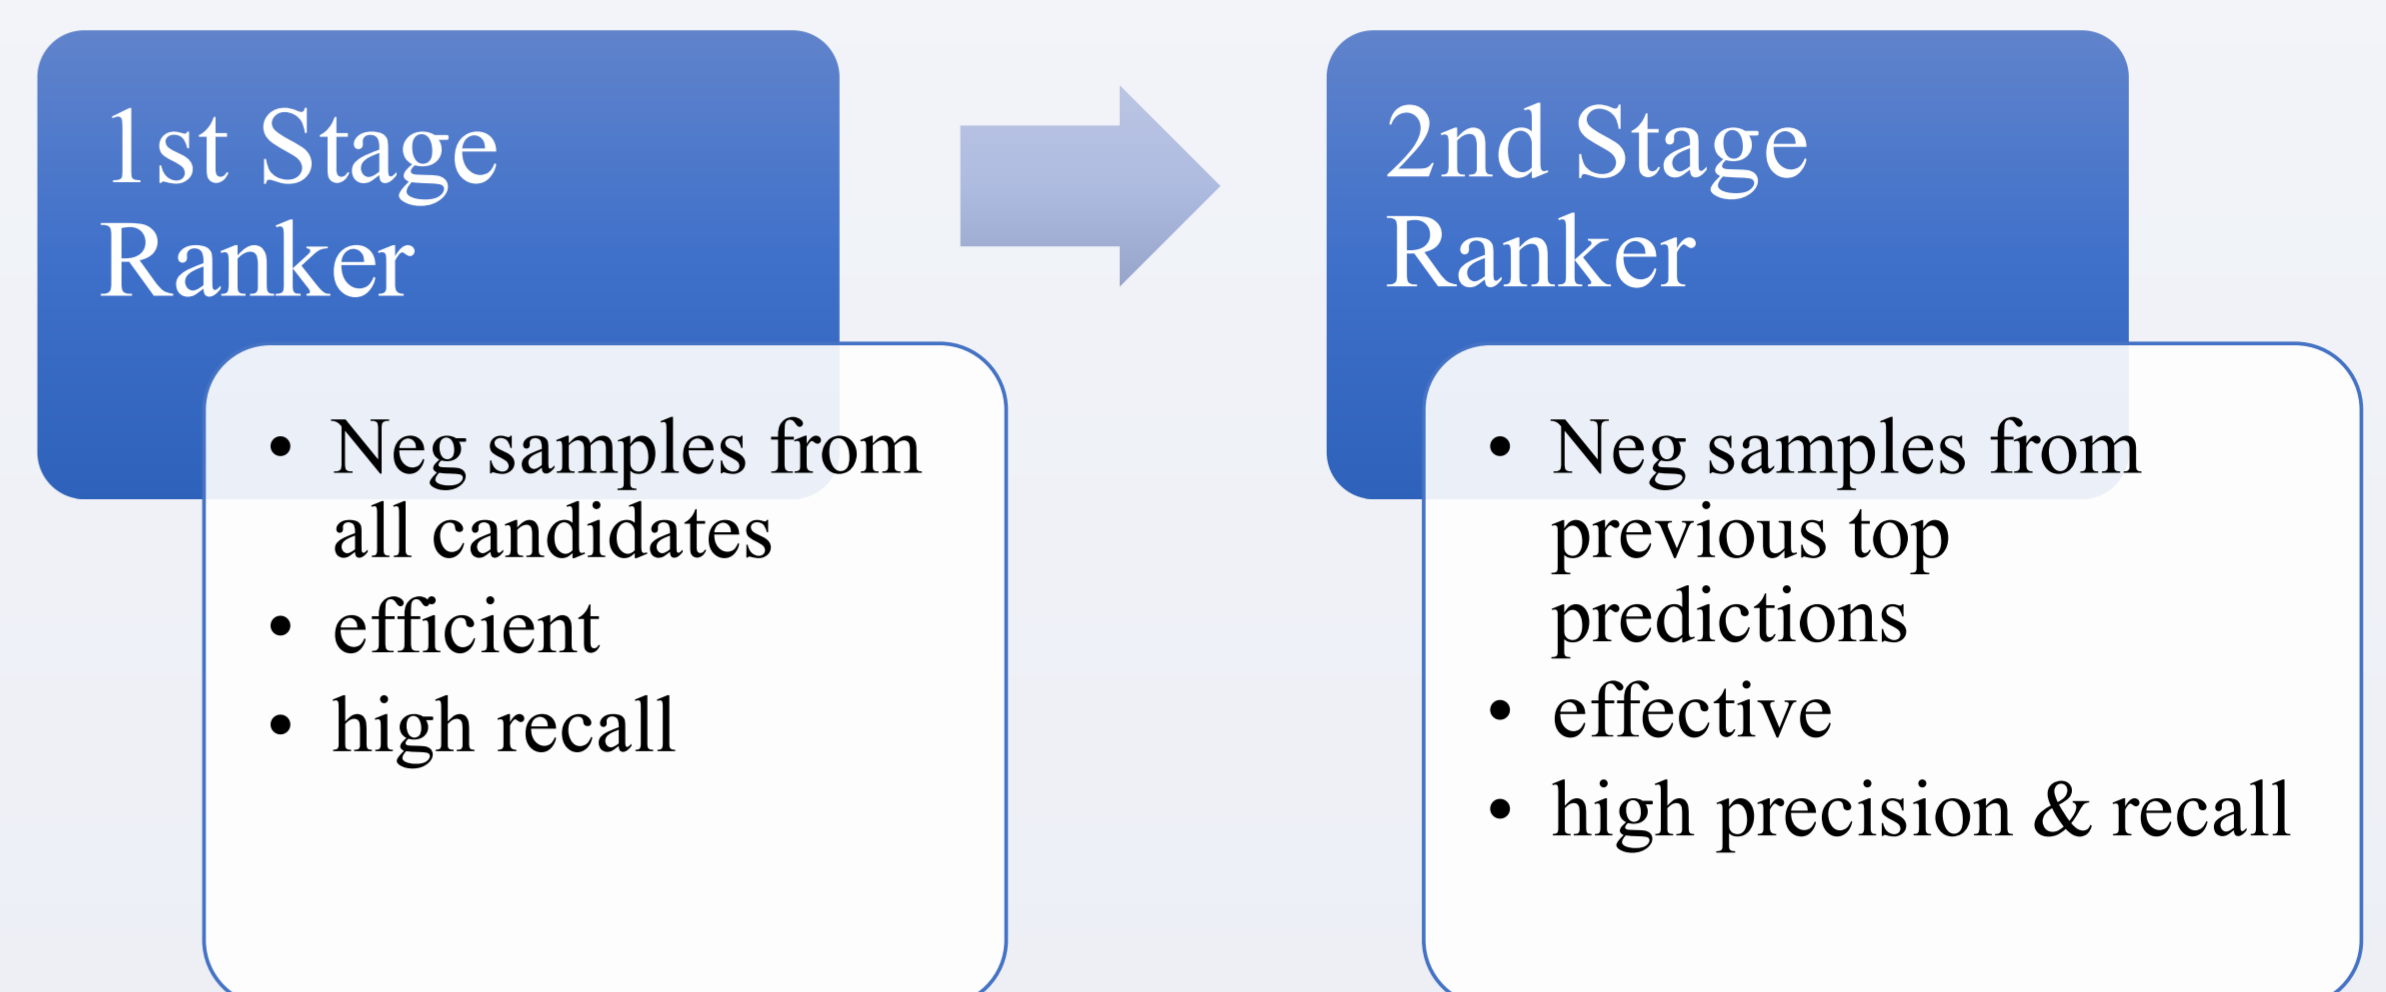 1st Stage
Ranker
• Neg samples from
all candidates
• efficient
• high recall
2nd Stage
Ranker
• Neg samples from
previous top
predictions
• effective
• high precision & recall